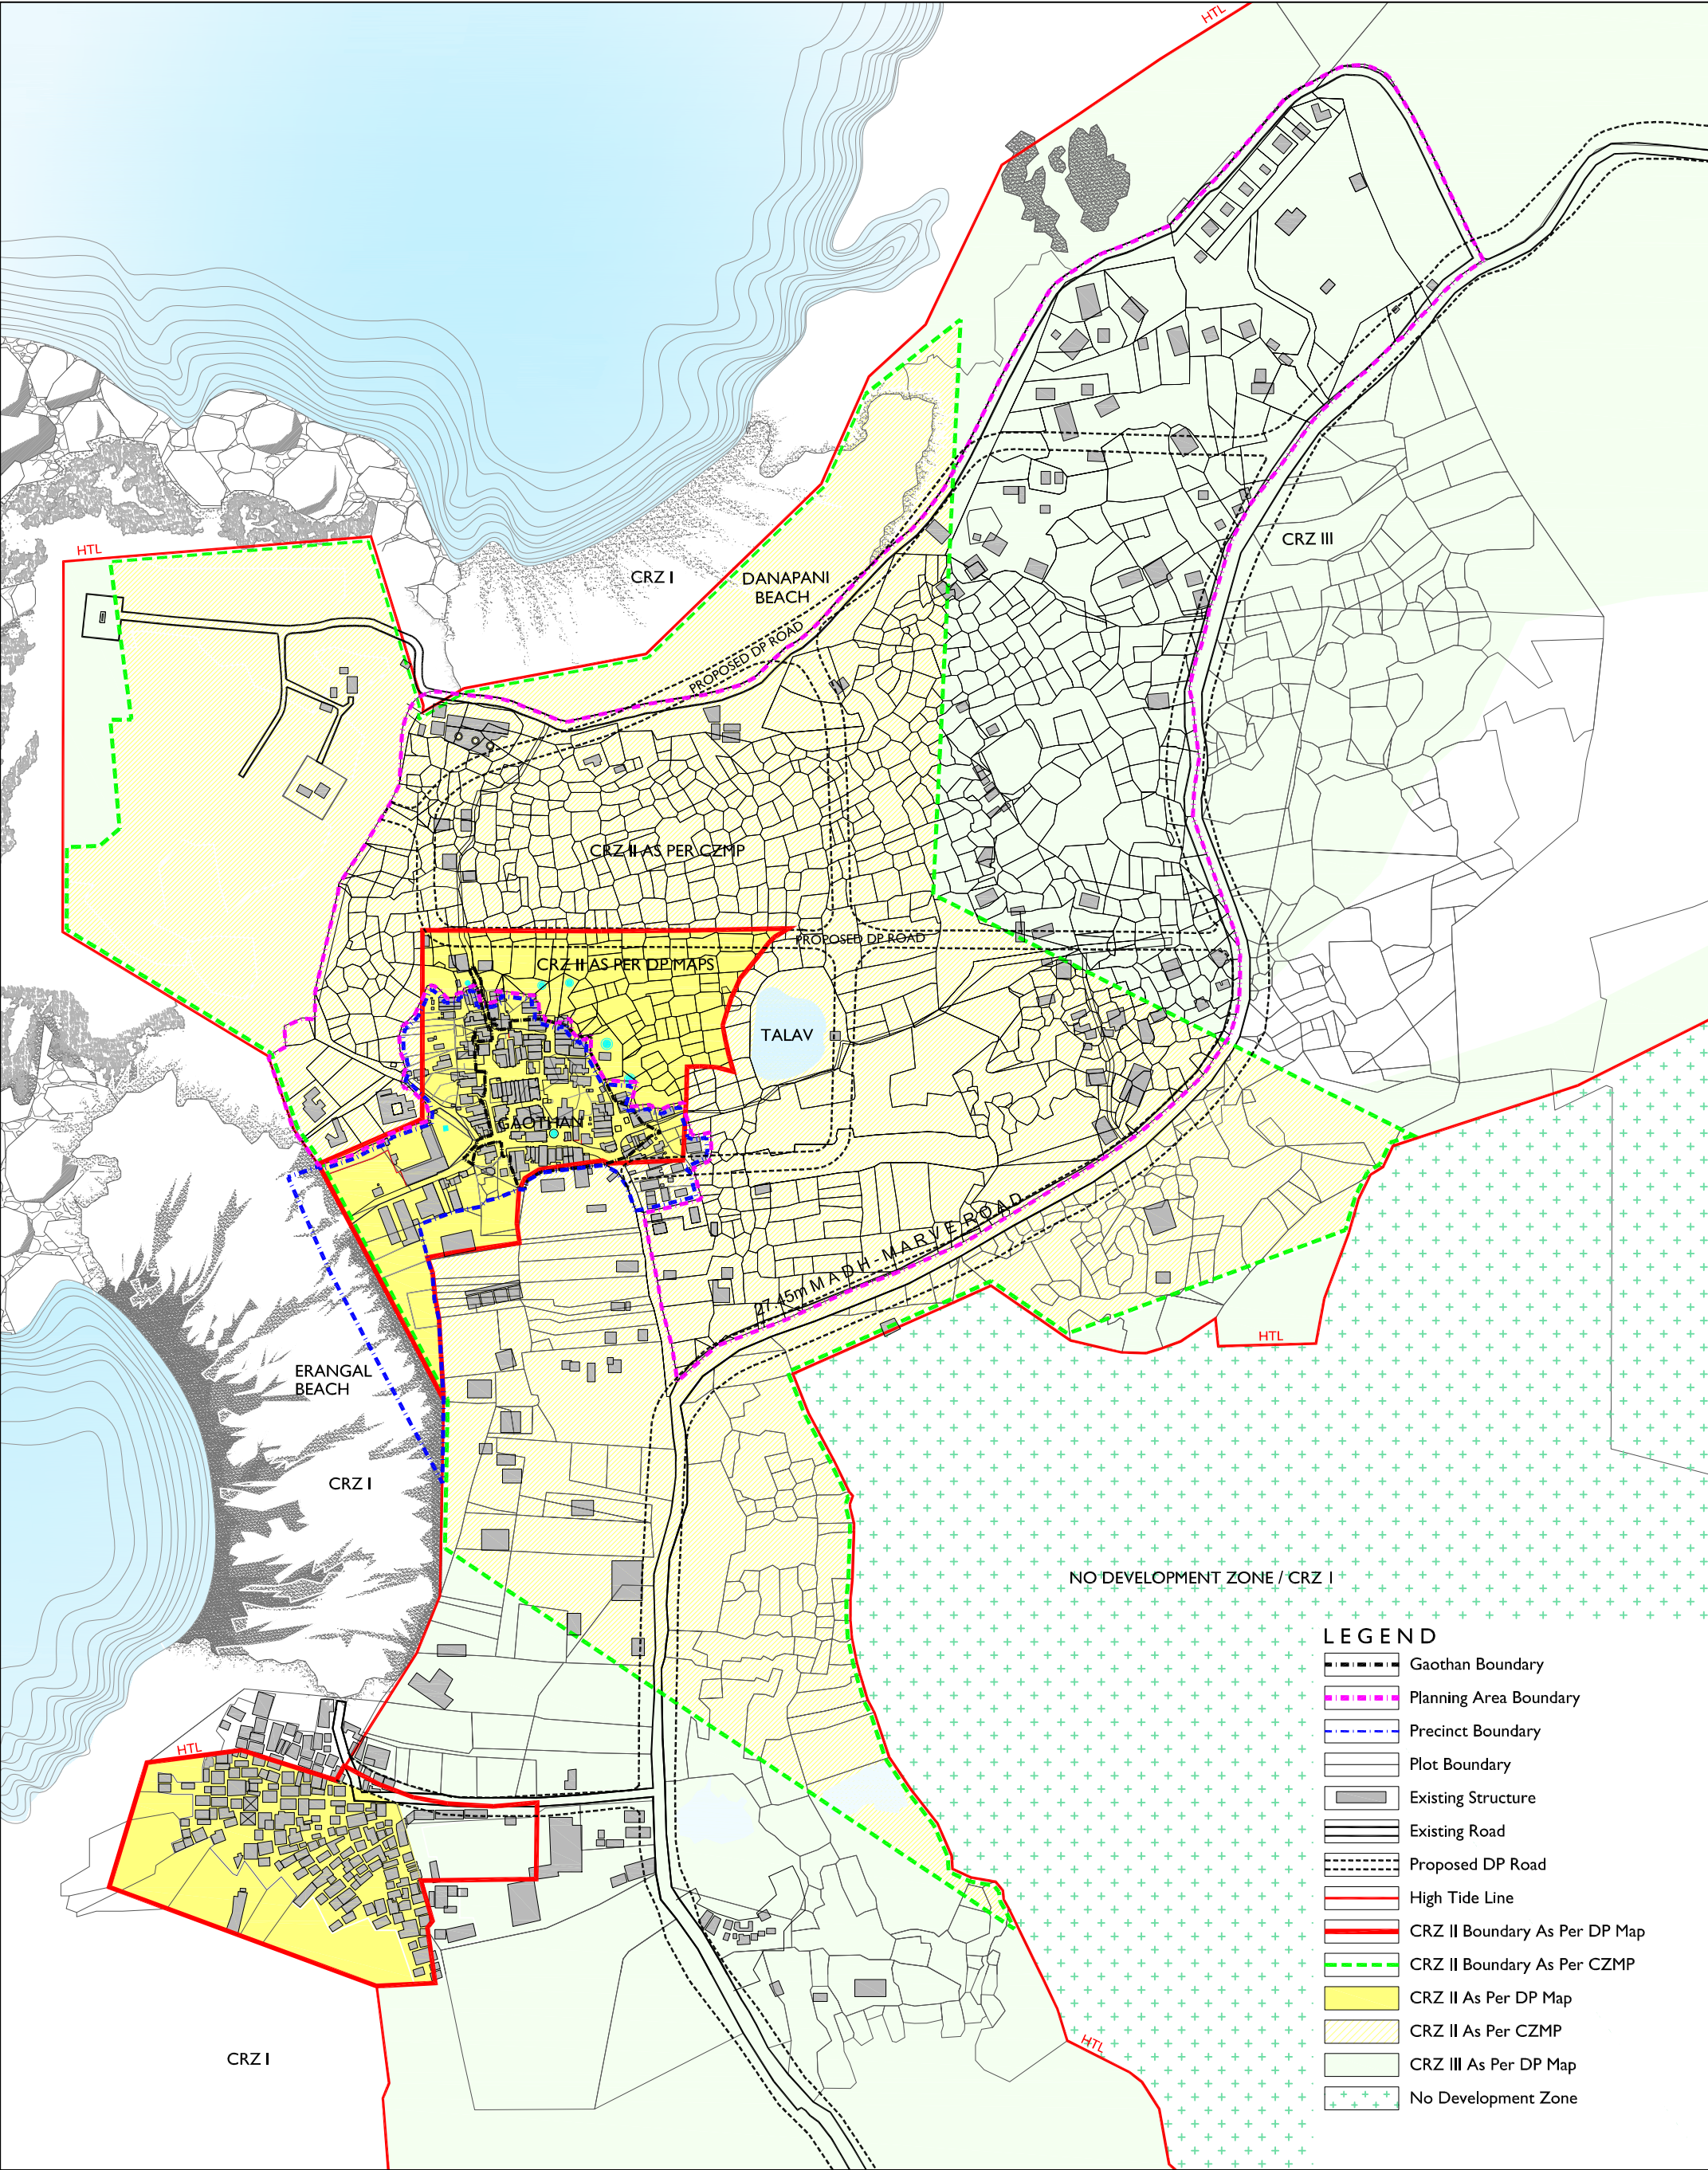 HTL
HTL
CRZ III
CRZ I
DANAPANI
BEACH
PROPOSED DP ROAD
CRZ II AS PER CZMP
PROPOSED DP ROAD
CRZ II AS PER DP MAPS
TALAV
GAOTHAN
27.45m MADH-MARVE ROAD
HTL
ERANGAL
BEACH
CRZ I
NO DEVELOPMENT ZONE / CRZ I
HTL
CRZ I
HTL
LEGEND
Gaothan Boundary
Planning Area Boundary
Precinct Boundary
Plot Boundary
Existing Structure
Existing Road
Proposed DP Road
High Tide Line
CRZ II Boundary As Per DP Map
CRZ II Boundary As Per CZMP
CRZ II As Per DP Map
CRZ II As Per CZMP
CRZ III As Per DP Map
No Development Zone